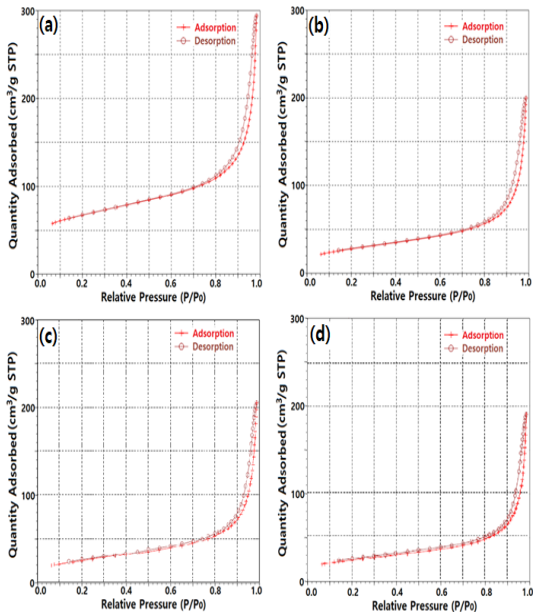 (a)
Adsorption
Desorption
Quantity Adsorbed (cm³/g STP)
300
200
100
0
0.0 0.2 0.4 0.6 0.8 1.0
Relative Pressure (P/P₀)
(b)
Adsorption
Desorption
Quantity Adsorbed (cm³/g STP)
300
200
100
0
0.0 0.2 0.4 0.6 0.8 1.0
Relative Pressure (P/P₀)
(c)
Adsorption
Desorption
Quantity Adsorbed (cm³/g STP)
300
200
100
0
0.0 0.2 0.4 0.6 0.8 1.0
Relative Pressure (P/P₀)
(d)
Adsorption
Desorption
Quantity Adsorbed (cm³/g STP)
300
200
100
0
0.0 0.2 0.4 0.6 0.8 1.0
Relative Pressure (P/P₀)